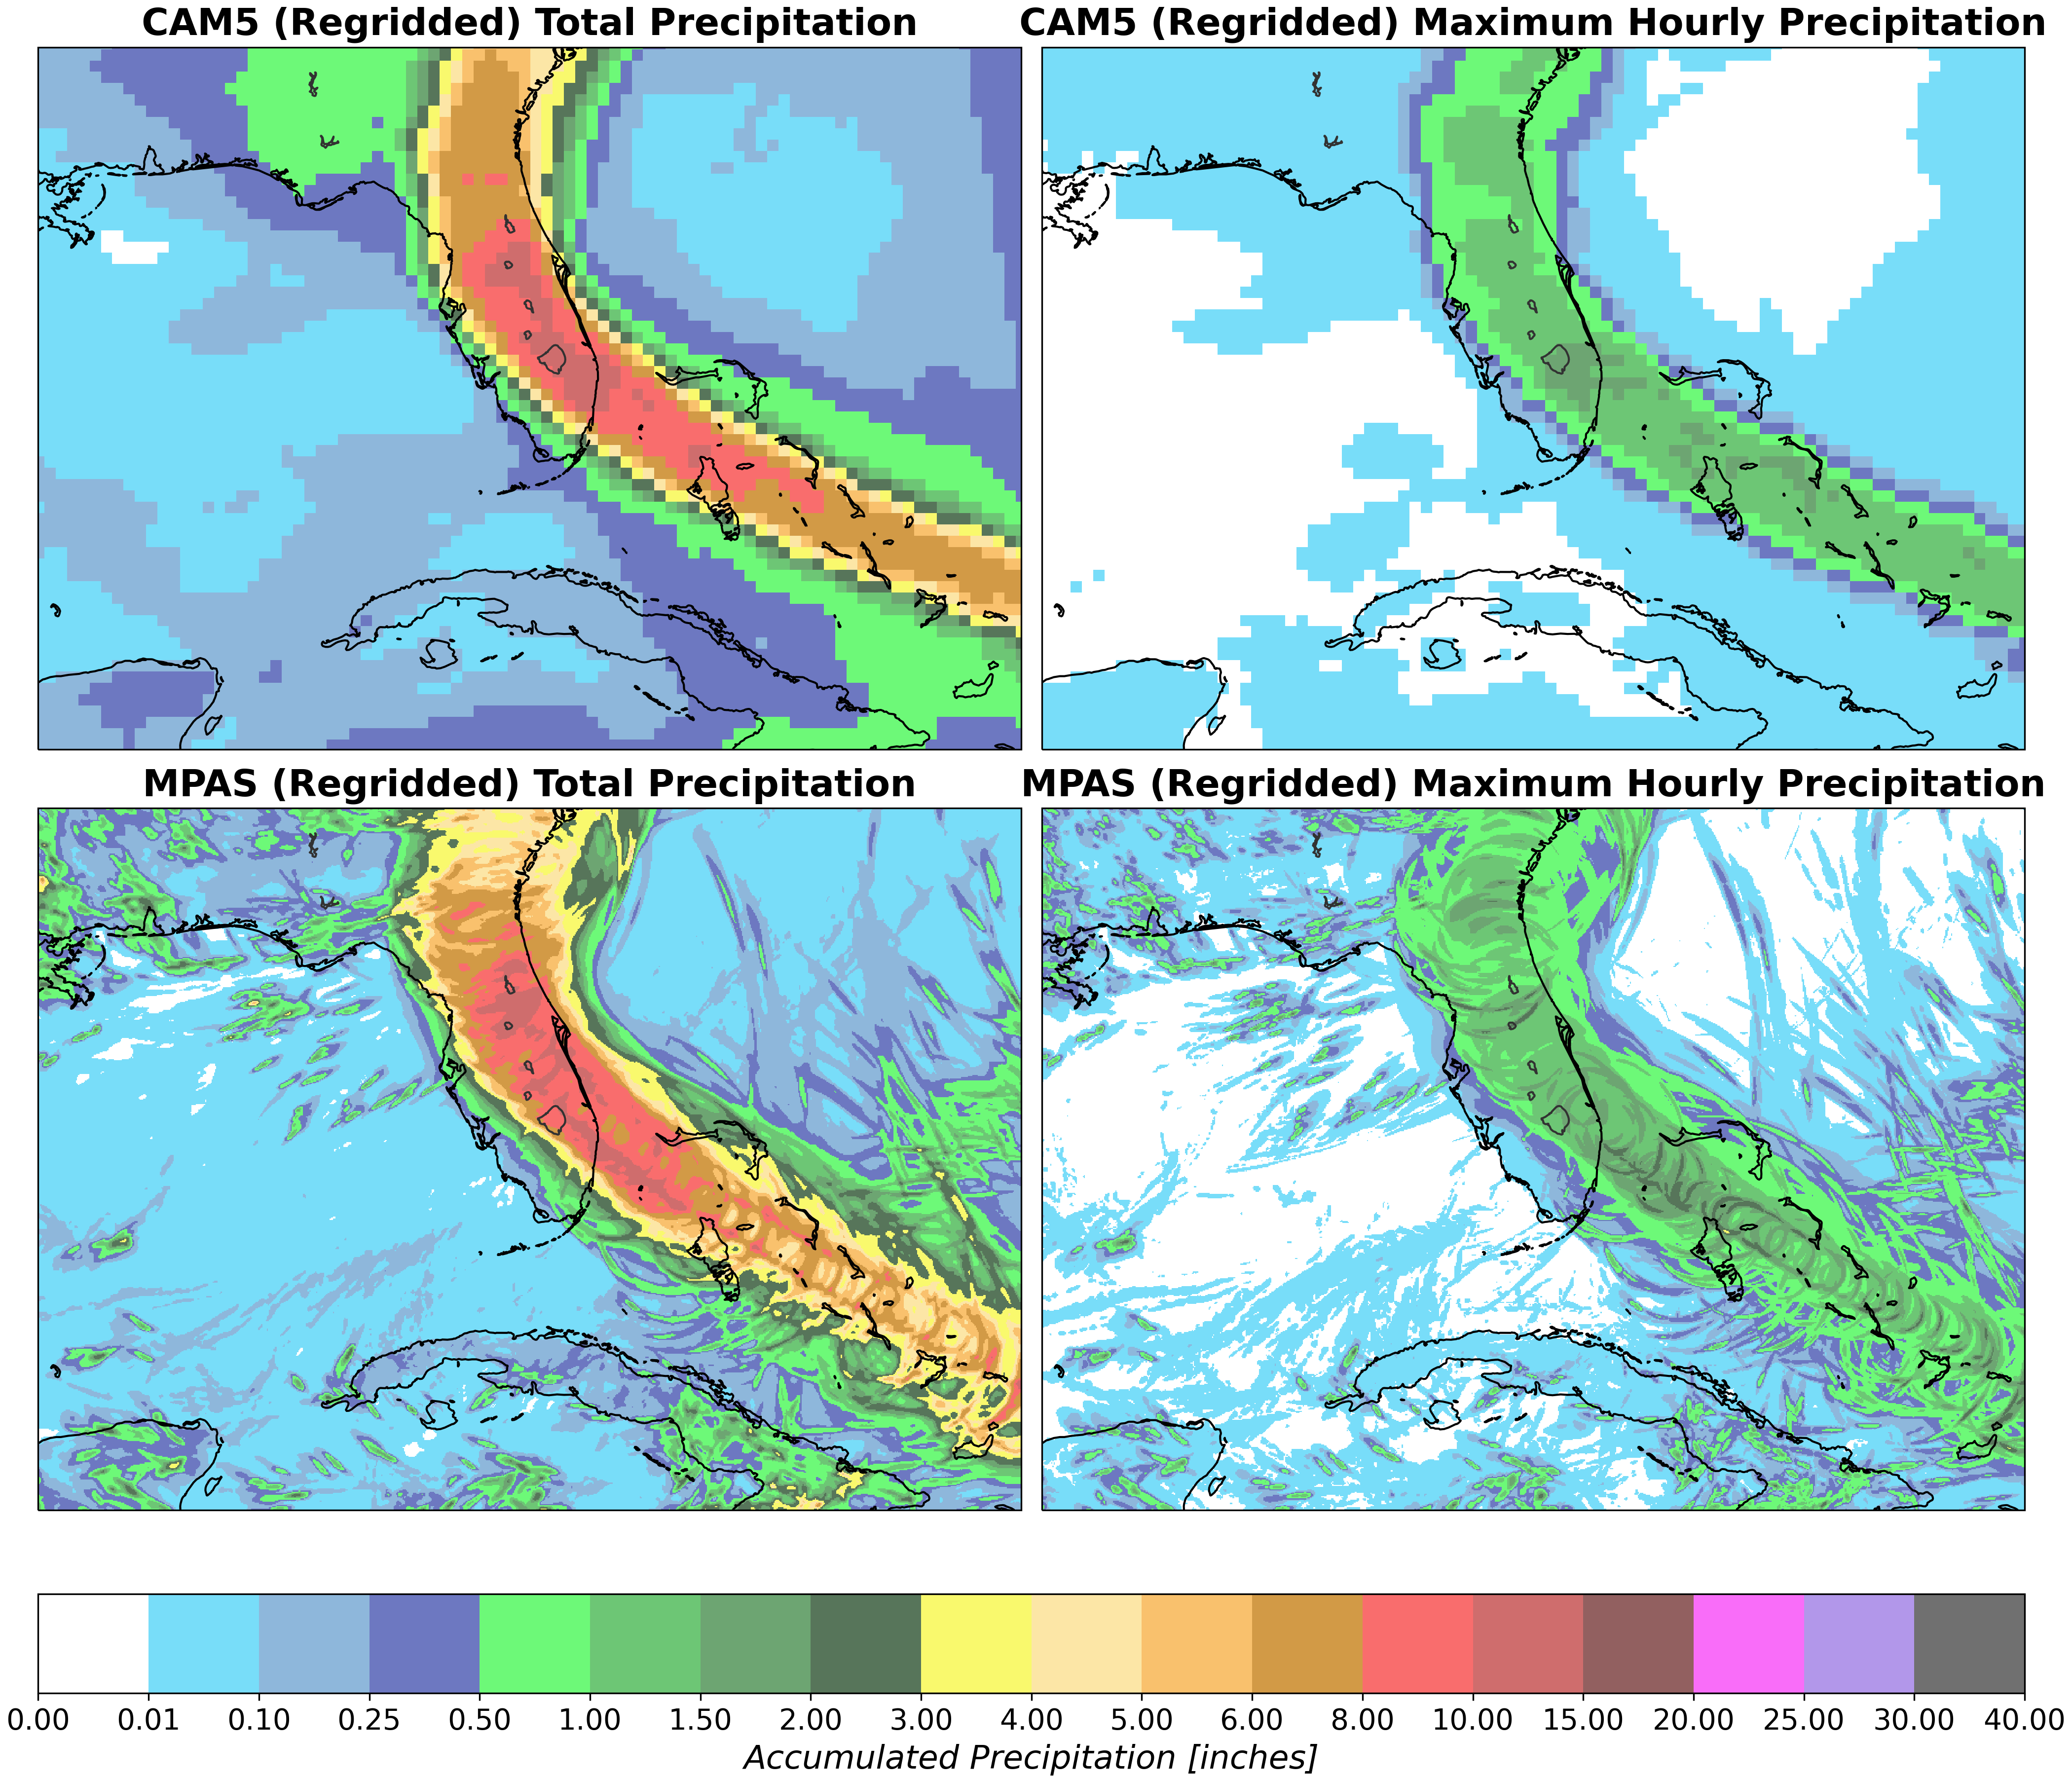 CAM5 (Regridded) Total Precipitation
CAM5 (Regridded) Maximum Hourly Precipitation
MPAS (Regridded) Total Precipitation
MPAS (Regridded) Maximum Hourly Precipitation
0.00 0.01 0.10 0.25 0.50 1.00 1.50 2.00 3.00 4.00 5.00 6.00 8.00 10.00 15.00 20.00 25.00 30.00 40.00
Accumulated Precipitation [inches]